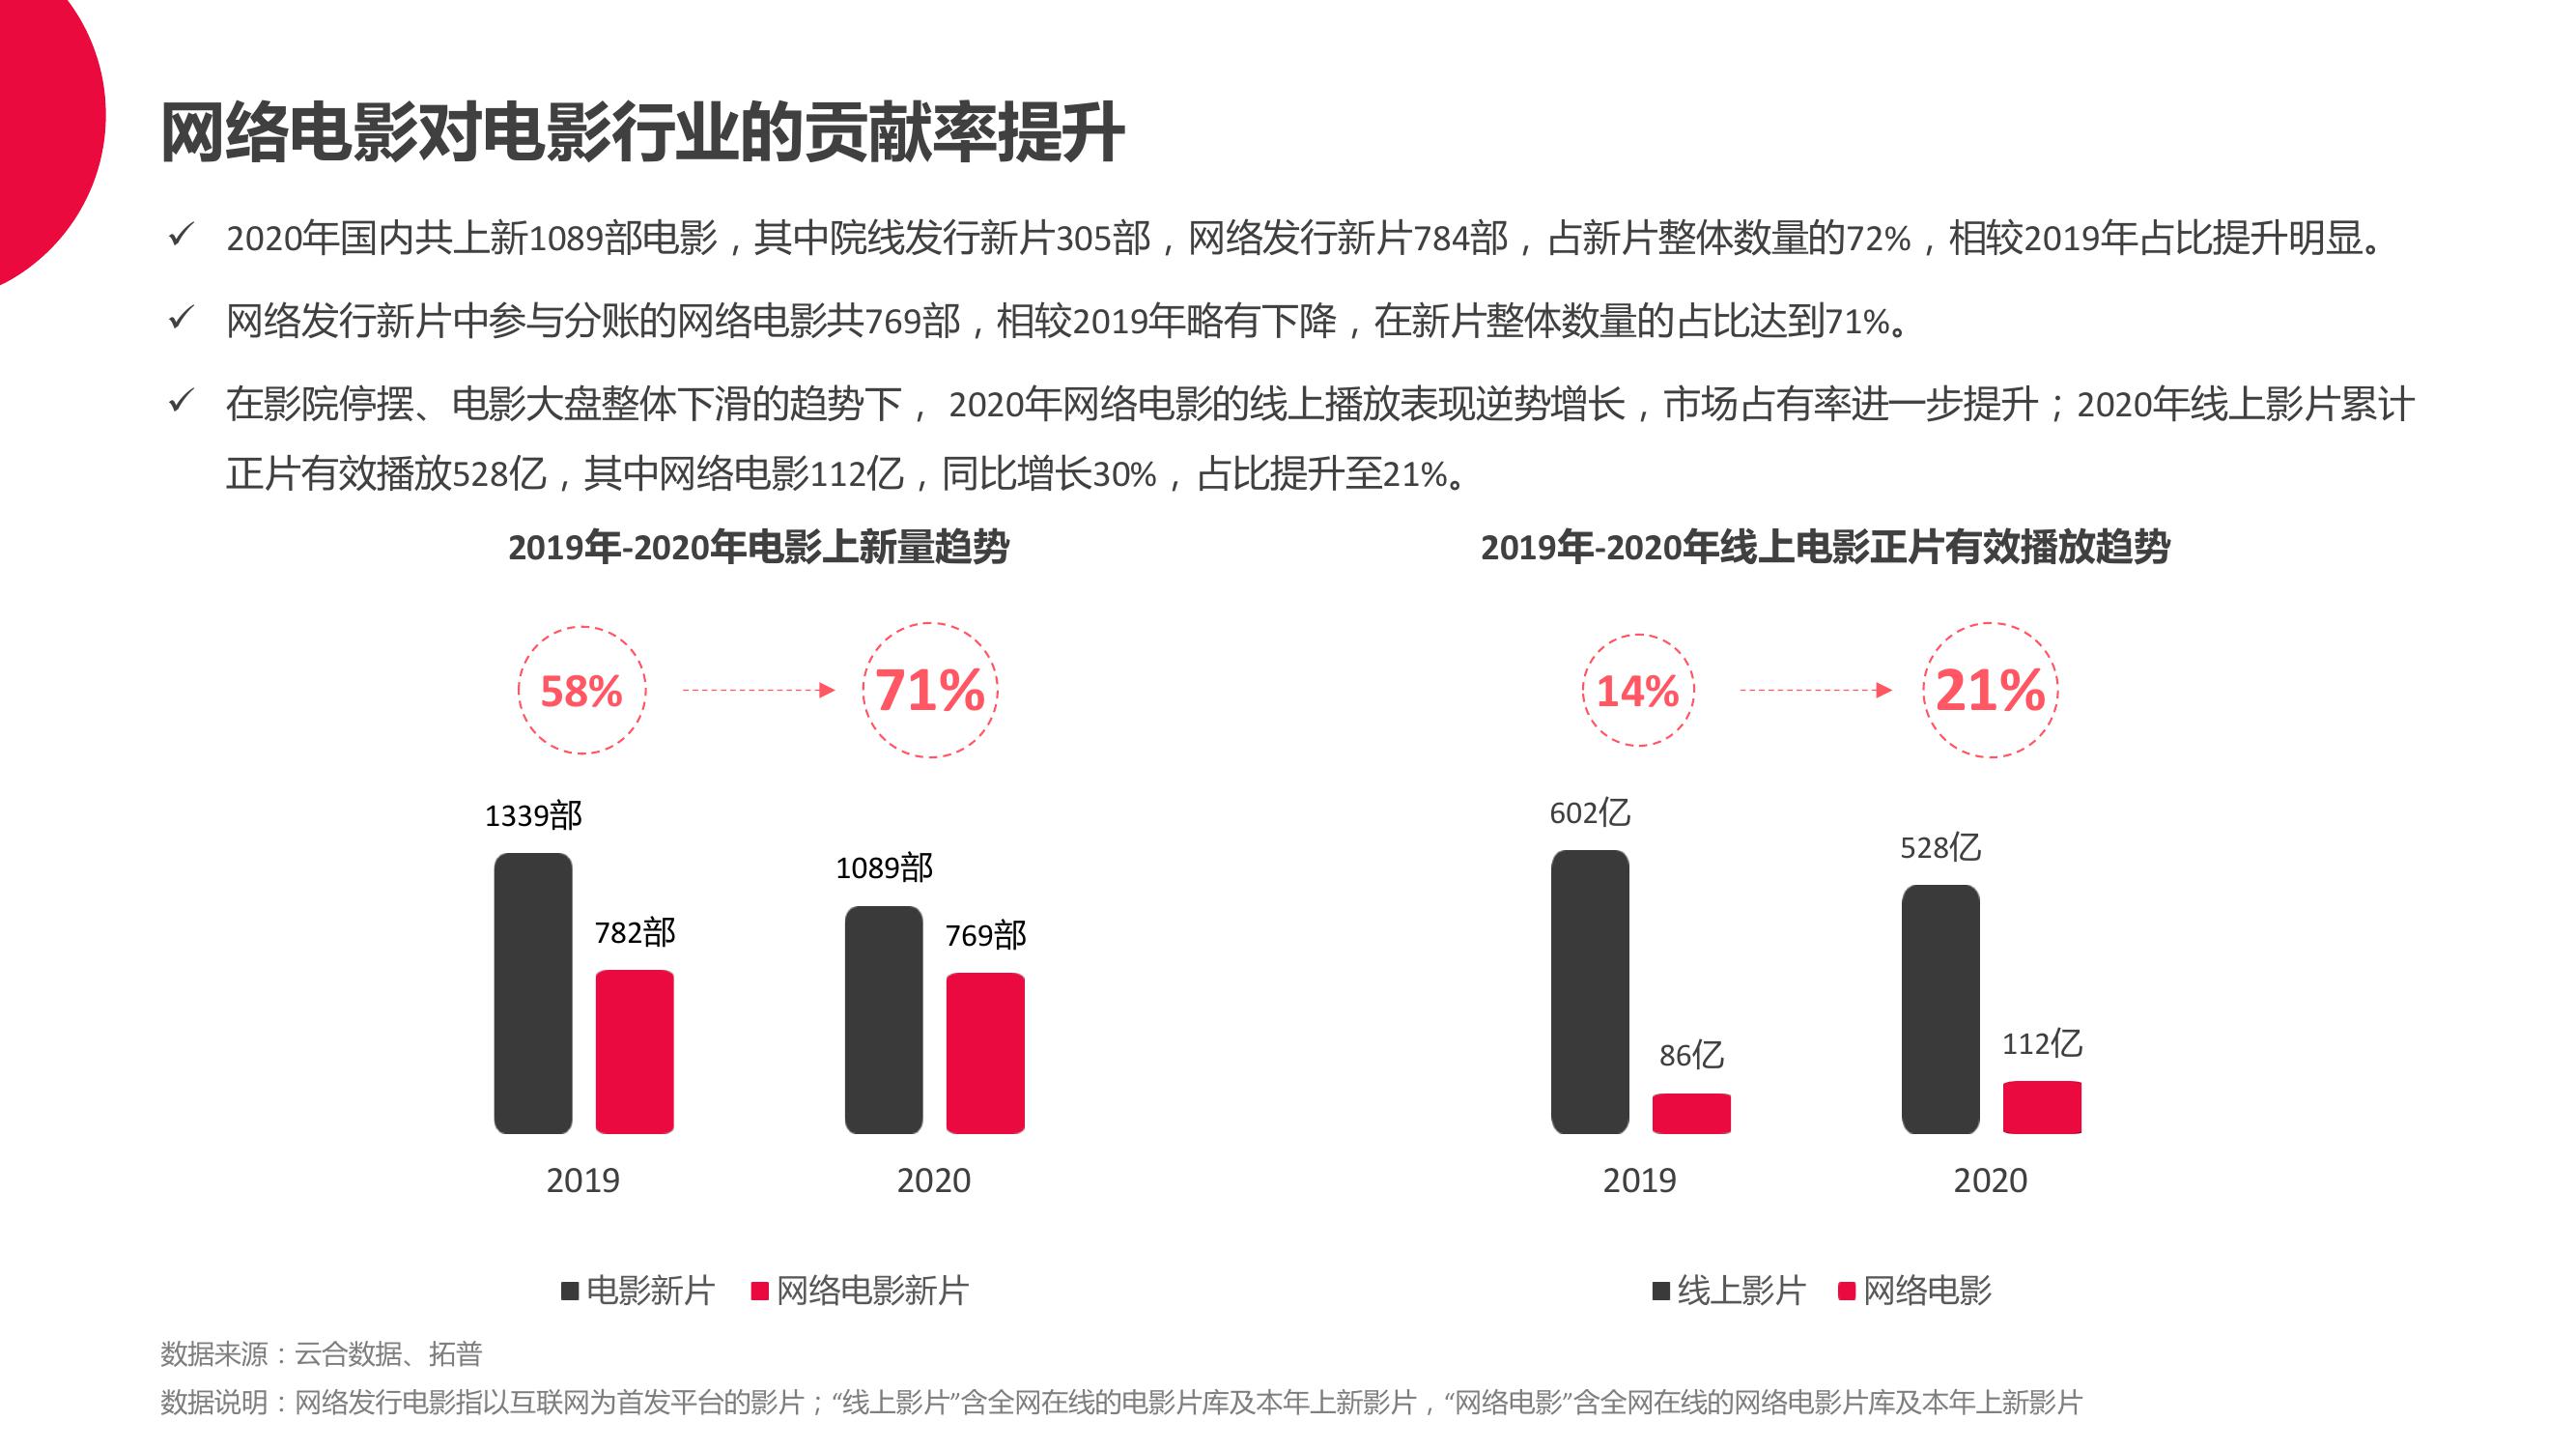 网络电影对电影行业的贡献率提升
✓ 2020年国内共上新1089部电影，其中院线发行新片305部，网络发行新片784部，占新片整体数量的72%，相较2019年占比提升明显。
✓ 网络发行新片中参与分账的网络电影共769部，相较2019年略有下降，在新片整体数量的占比达到71%。
✓ 在影院停摆、电影大盘整体下滑的趋势下， 2020年网络电影的线上播放表现逆势增长，市场占有率进一步提升；2020年线上影片累计
正片有效播放528亿，其中网络电影112亿，同比增长30%，占比提升至21%。
2019年-2020年电影上新量趋势
58%
71%
1339部
782部
1089部
769部
2019
2020
电影新片
网络电影新片
2019年-2020年线上电影正片有效播放趋势
14%
21%
602亿
86亿
528亿
112亿
2019
2020
线上影片
网络电影
数据来源：云合数据、拓普
数据说明：网络发行电影指以互联网为首发平台的影片；“线上影片”含全网在线的电影片库及本年上新影片，“网络电影”含全网在线的网络电影片库及本年上新影片